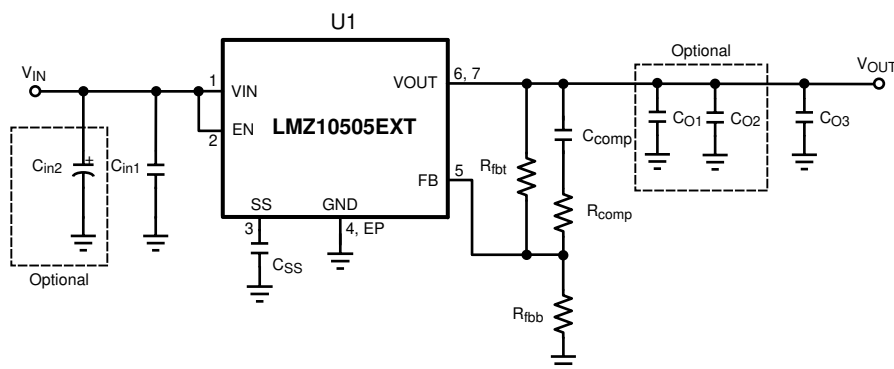 U1
Optional
VIN
VOUT
1
VIN
VOUT
6, 7
EN
2
LMZ10505EXT
CO1
CO2
CO3
Ccomp
Cin2
+
Cin1
FB
5
Rfbt
Rcomp
SS
GND
3
4, EP
CSS
Optional
Rfbb